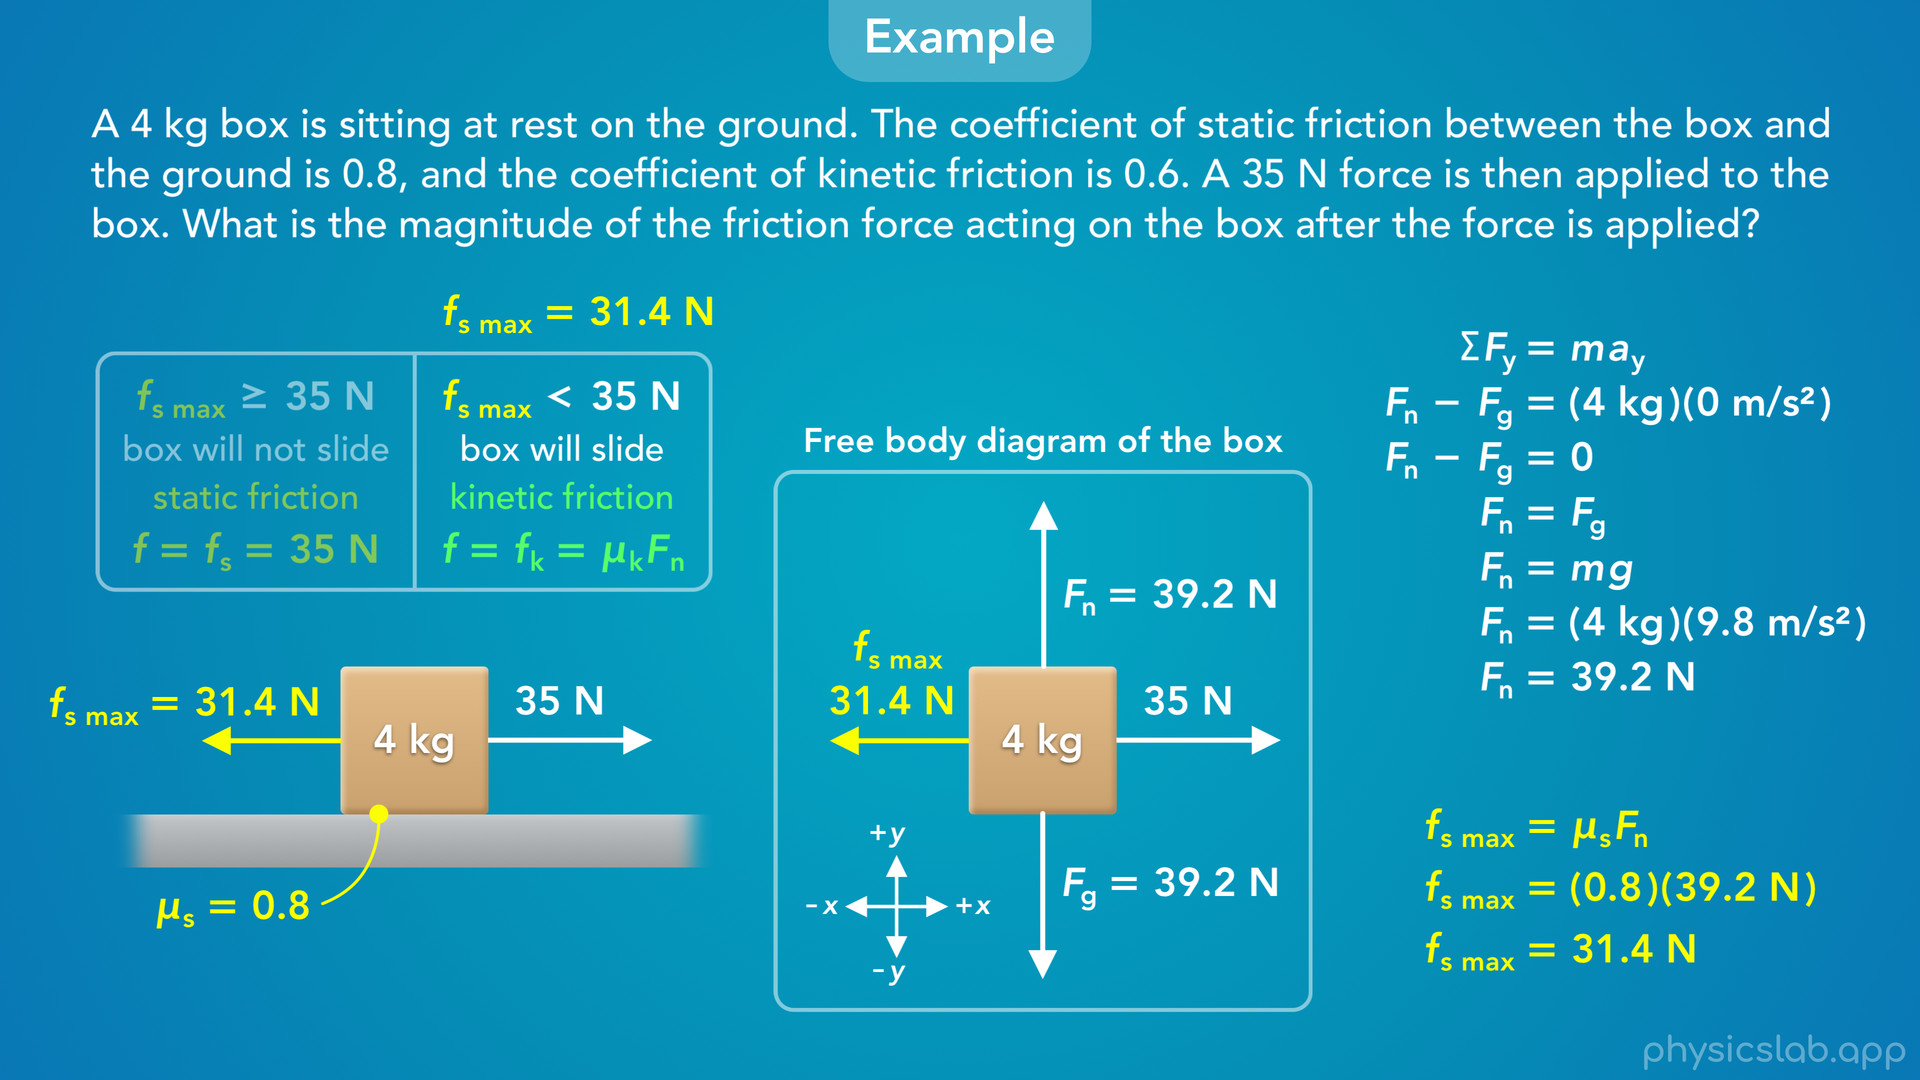 Example
A 4 kg box is sitting at rest on the ground. The coefficient of static friction between the box and
the ground is 0.8, and the coefficient of kinetic friction is 0.6. A 35 N force is then applied to the
box. What is the magnitude of the friction force acting on the box after the force is applied?
fs max = 31.4 N
fs max ≥ 35 N
box will not slide
static friction
f = fs = 35 N
fs max < 35 N
box will slide
kinetic friction
f = fk = μkFn
fs max = 31.4 N
4 kg
35 N
μs = 0.8
Free body diagram of the box
Fn = 39.2 N
fs max
31.4 N
4 kg
35 N
Fg = 39.2 N
+y
-x
+x
-y
ΣFy = may
Fn − Fg = (4 kg)(0 m/s²)
Fn − Fg = 0
Fn = Fg
Fn = mg
Fn = (4 kg)(9.8 m/s²)
Fn = 39.2 N
fs max = μsFn
fs max = (0.8)(39.2 N)
fs max = 31.4 N
physicslab.app